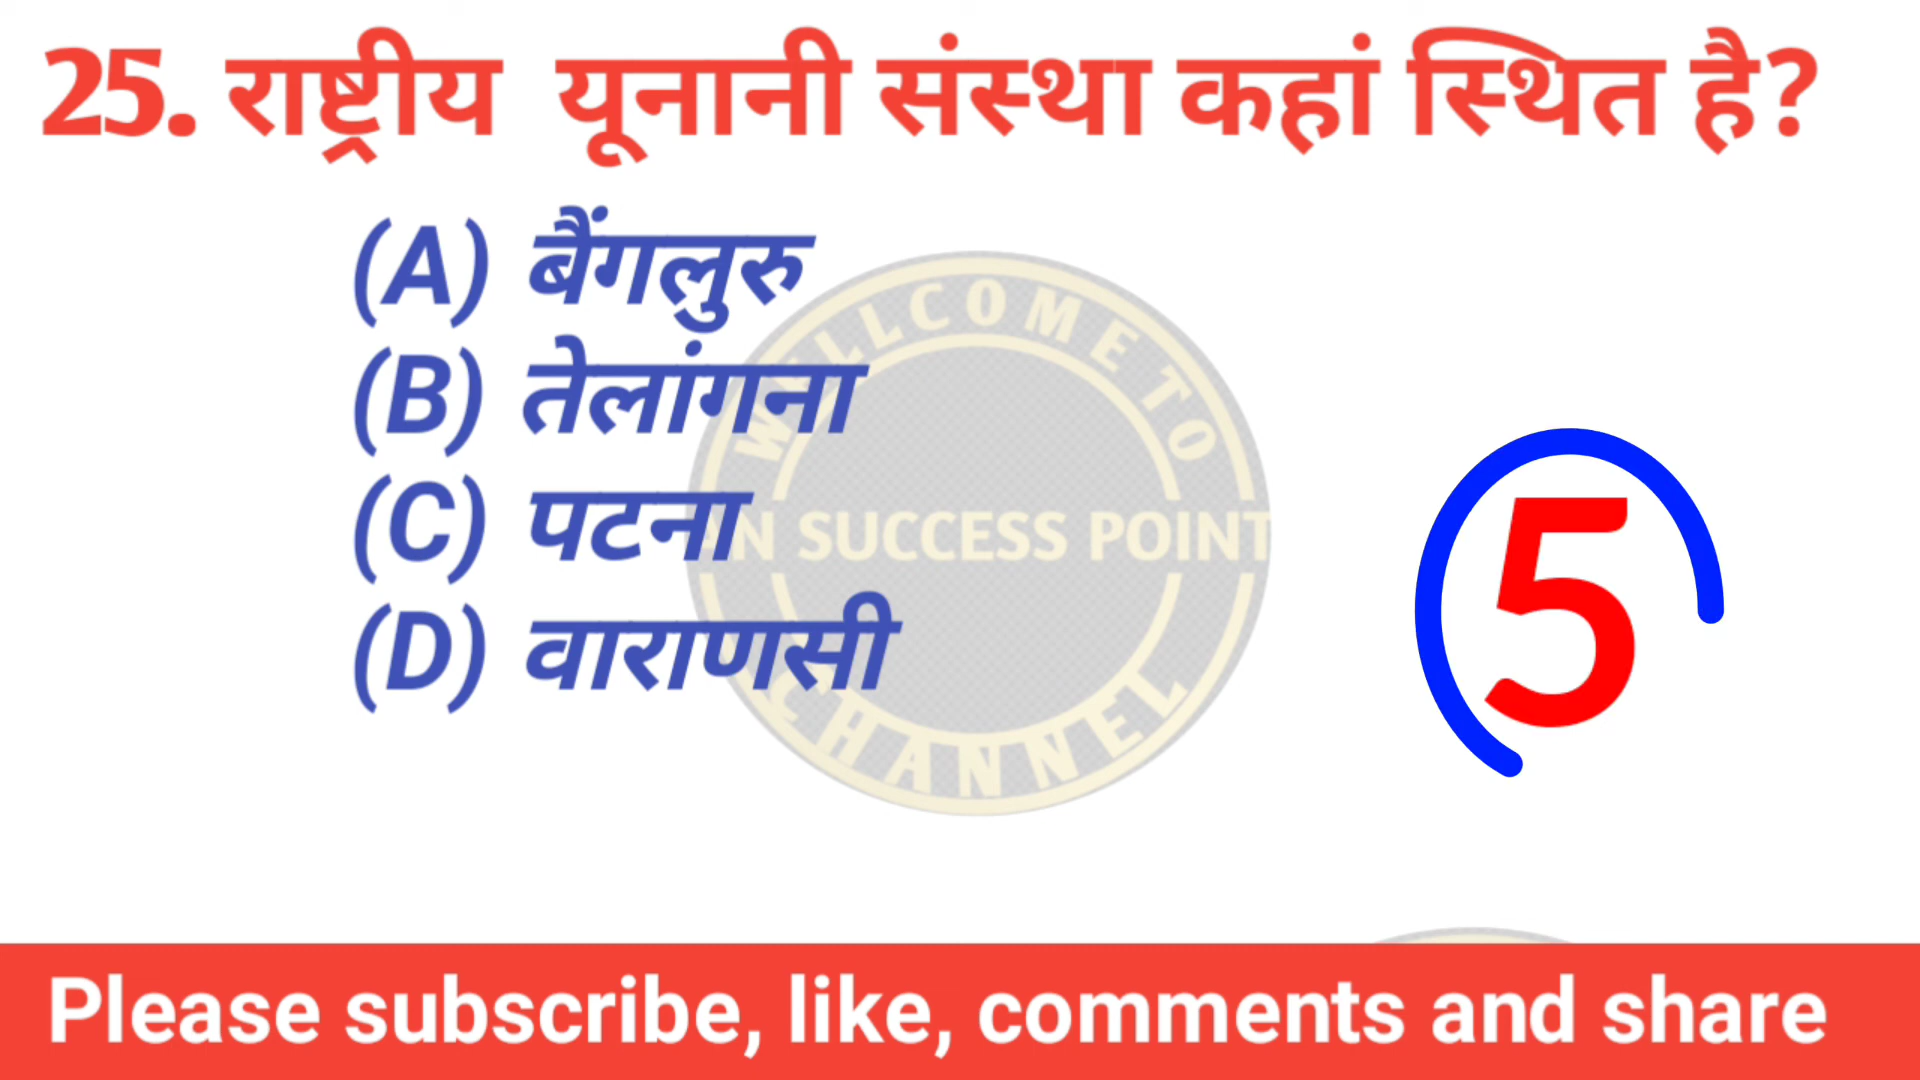 25. राष्ट्रीय यूनानी संस्था कहां स्थित है?
(A) बैंगलुरु
(B) तेलांगना
(C) पटना
(D) वाराणसी
WELLCOME TO
N SUCCESS POINT
CHANNEL
5
Please subscribe, like, comments and share